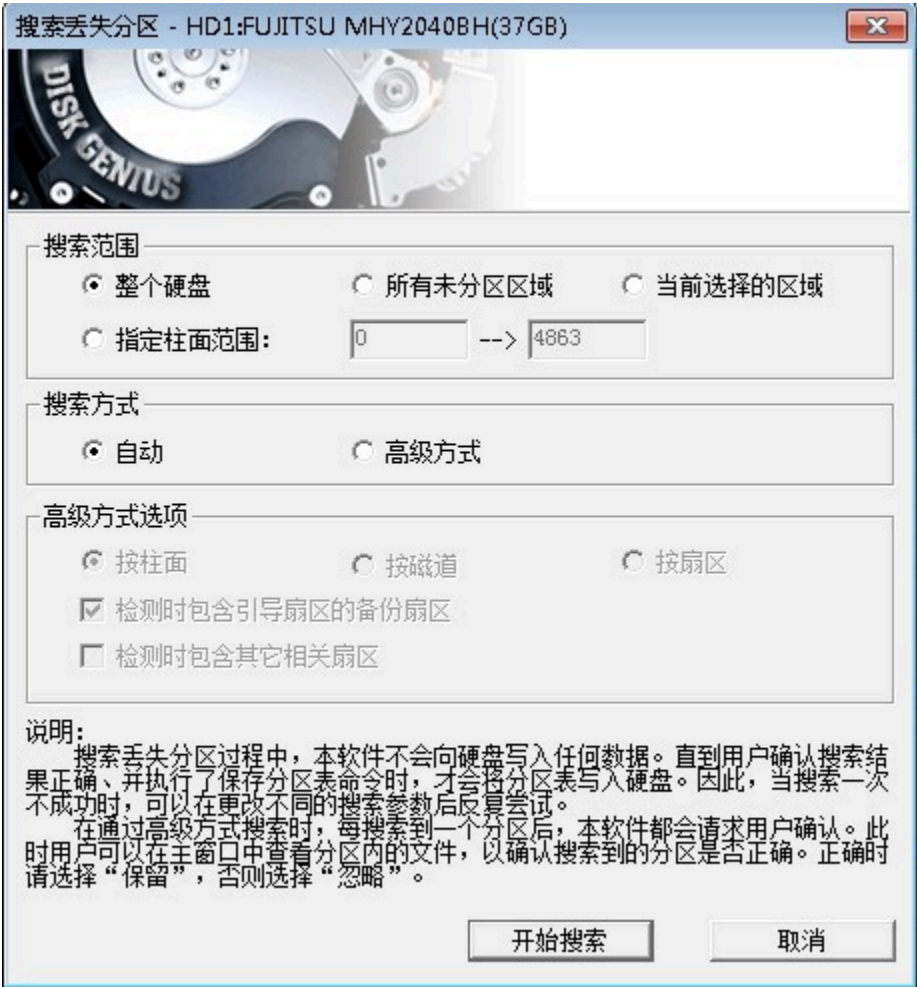 搜索丢失分区 - HD1:FUJITSU MHY2040BH(37GB)
DISK GENIUS
搜索范围
整个硬盘 所有未分区区域 当前选择的区域
指定柱面范围: 0 --> 4863
搜索方式
自动 高级方式
高级方式选项
按柱面 按磁道 按扇区
检测时包含引导扇区的备份扇区
检测时包含其它相关扇区
说明:
搜索丢失分区过程中，本软件不会向硬盘写入任何数据。直到用户确认搜索结
果正确、并执行了保存分区表命令时，才会将分区表写入硬盘。因此，当搜索一次
不成功时，可以在更改不同的搜索参数后反复尝试。
在通过高级方式搜索时，每搜索到一个分区后，本软件都会请求用户确认。此
时用户可以在主窗口中查看分区内的文件，以确认搜索到的分区是否正确。正确时
请选择“保留”，否则选择“忽略”。
开始搜索 取消